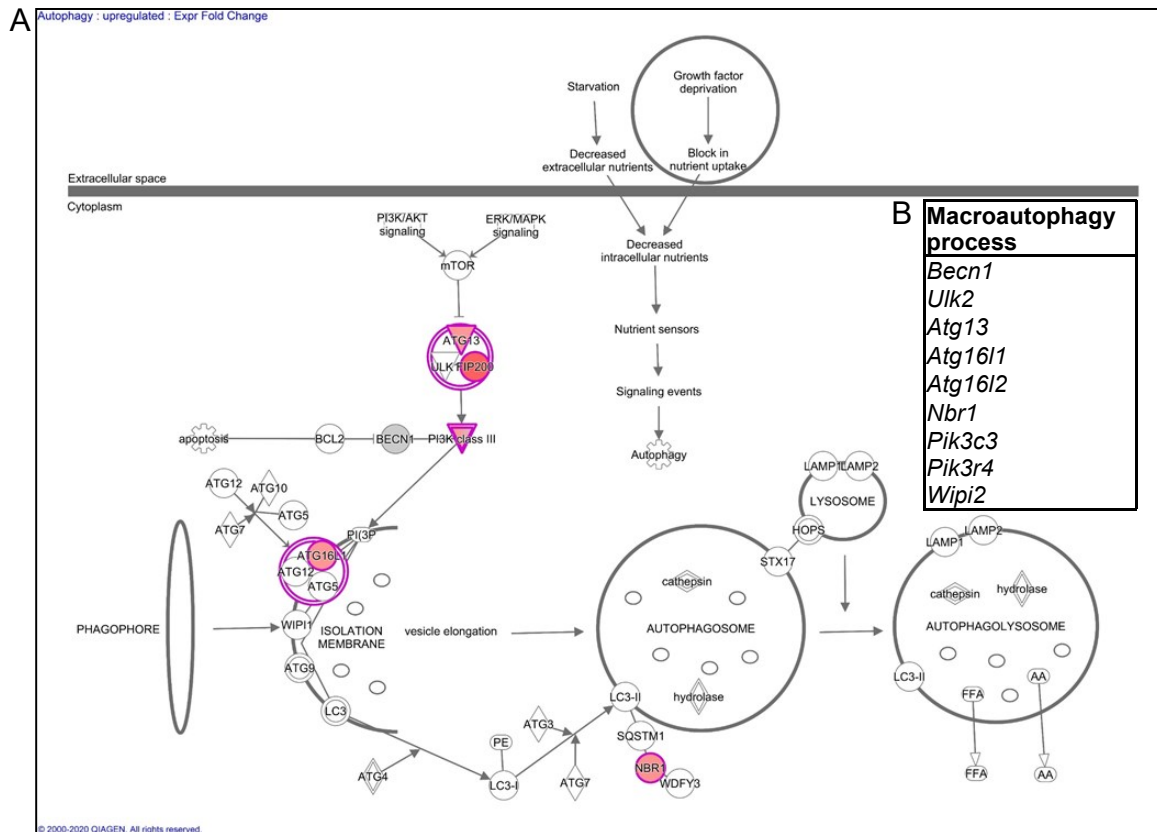 A
Autophagy : upregulated : Expr Fold Change
Starvation
Growth factor
deprivation
Decreased
extracellular nutrients
Block in
nutrient uptake
Extracellular space
Cytoplasm
PI3K/AKT
signaling
ERK/MAPK
signaling
mTOR
Decreased
intracellular nutrients
ATG13
ULK1
FIP200
Nutrient sensors
Signaling events
Autophagy
apoptosis
BCL2
BECN1
PI3K class III
B
Macroautophagy
process
Becn1
Ulk2
Atg13
Atg16l1
Atg16l2
Nbr1
Pik3c3
Pik3r4
Wipi2
ATG12
ATG10
ATG7
ATG5
PI(3P
ATG16L1
ATG12
ATG5
WIPI1
ATG9
LC3
PHAGOPHORE
ISOLATION
MEMBRANE
vesicle elongation
ATG4
PE
LC3-I
ATG3
ATG7
LC3-II
SQSTM1
NBR1
WDFY3
cathepsin
AUTOPHAGOSOME
hydrolase
STX17
HOPS
LAMP1
LAMP2
LYSOSOME
LAMP1
LAMP2
cathepsin
hydrolase
AUTOPHAGOLYSOSOME
LC3-II
FFA
AA
FFA
AA
© 2000-2020 QIAGEN. All rights reserved.